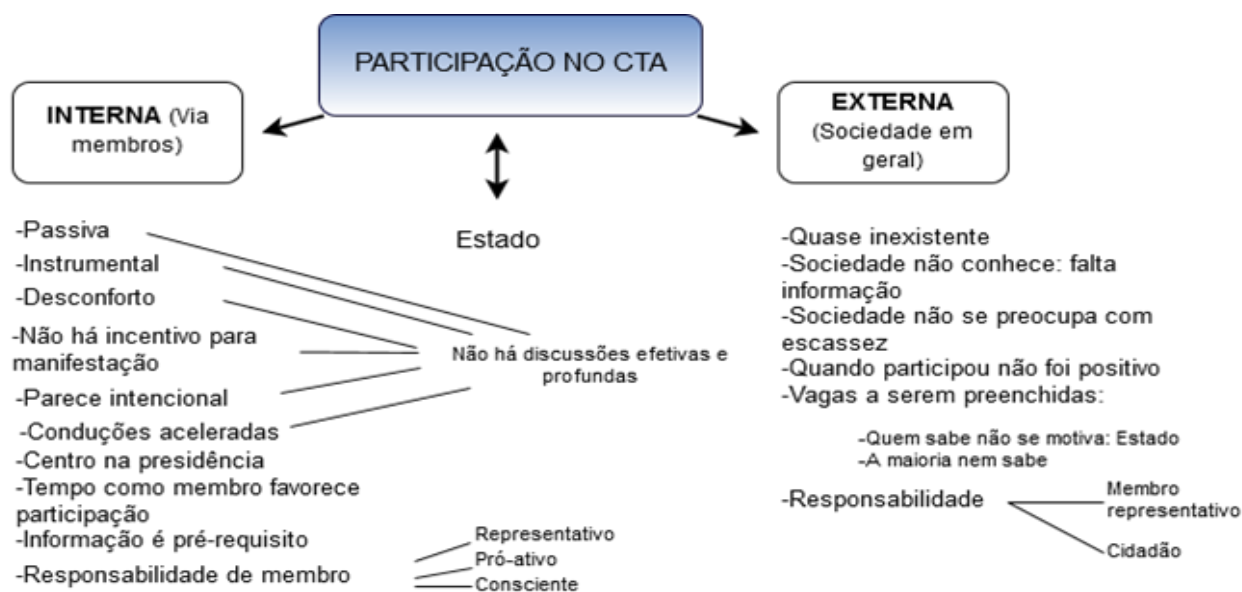 PARTICIPAÇÃO NO CTA
INTERNA (Via
membros)
-Passiva
-Instrumental
-Desconforto
-Não há incentivo para
manifestação
-Parece intencional
-Conduções aceleradas
-Centro na presidência
-Tempo como membro favorece
participação
-Informação é pré-requisito
-Responsabilidade de membro
Representativo
Pró-ativo
Consciente
Estado
Não há discussões efetivas e
profundas
EXTERNA
(Sociedade em
geral)
-Quase inexistente
-Sociedade não conhece: falta
informação
-Sociedade não se preocupa com
escassez
-Quando participou não foi positivo
-Vagas a serem preenchidas:
-Quem sabe não se motiva: Estado
-A maioria nem sabe
-Responsabilidade
Membro
representativo
Cidadão